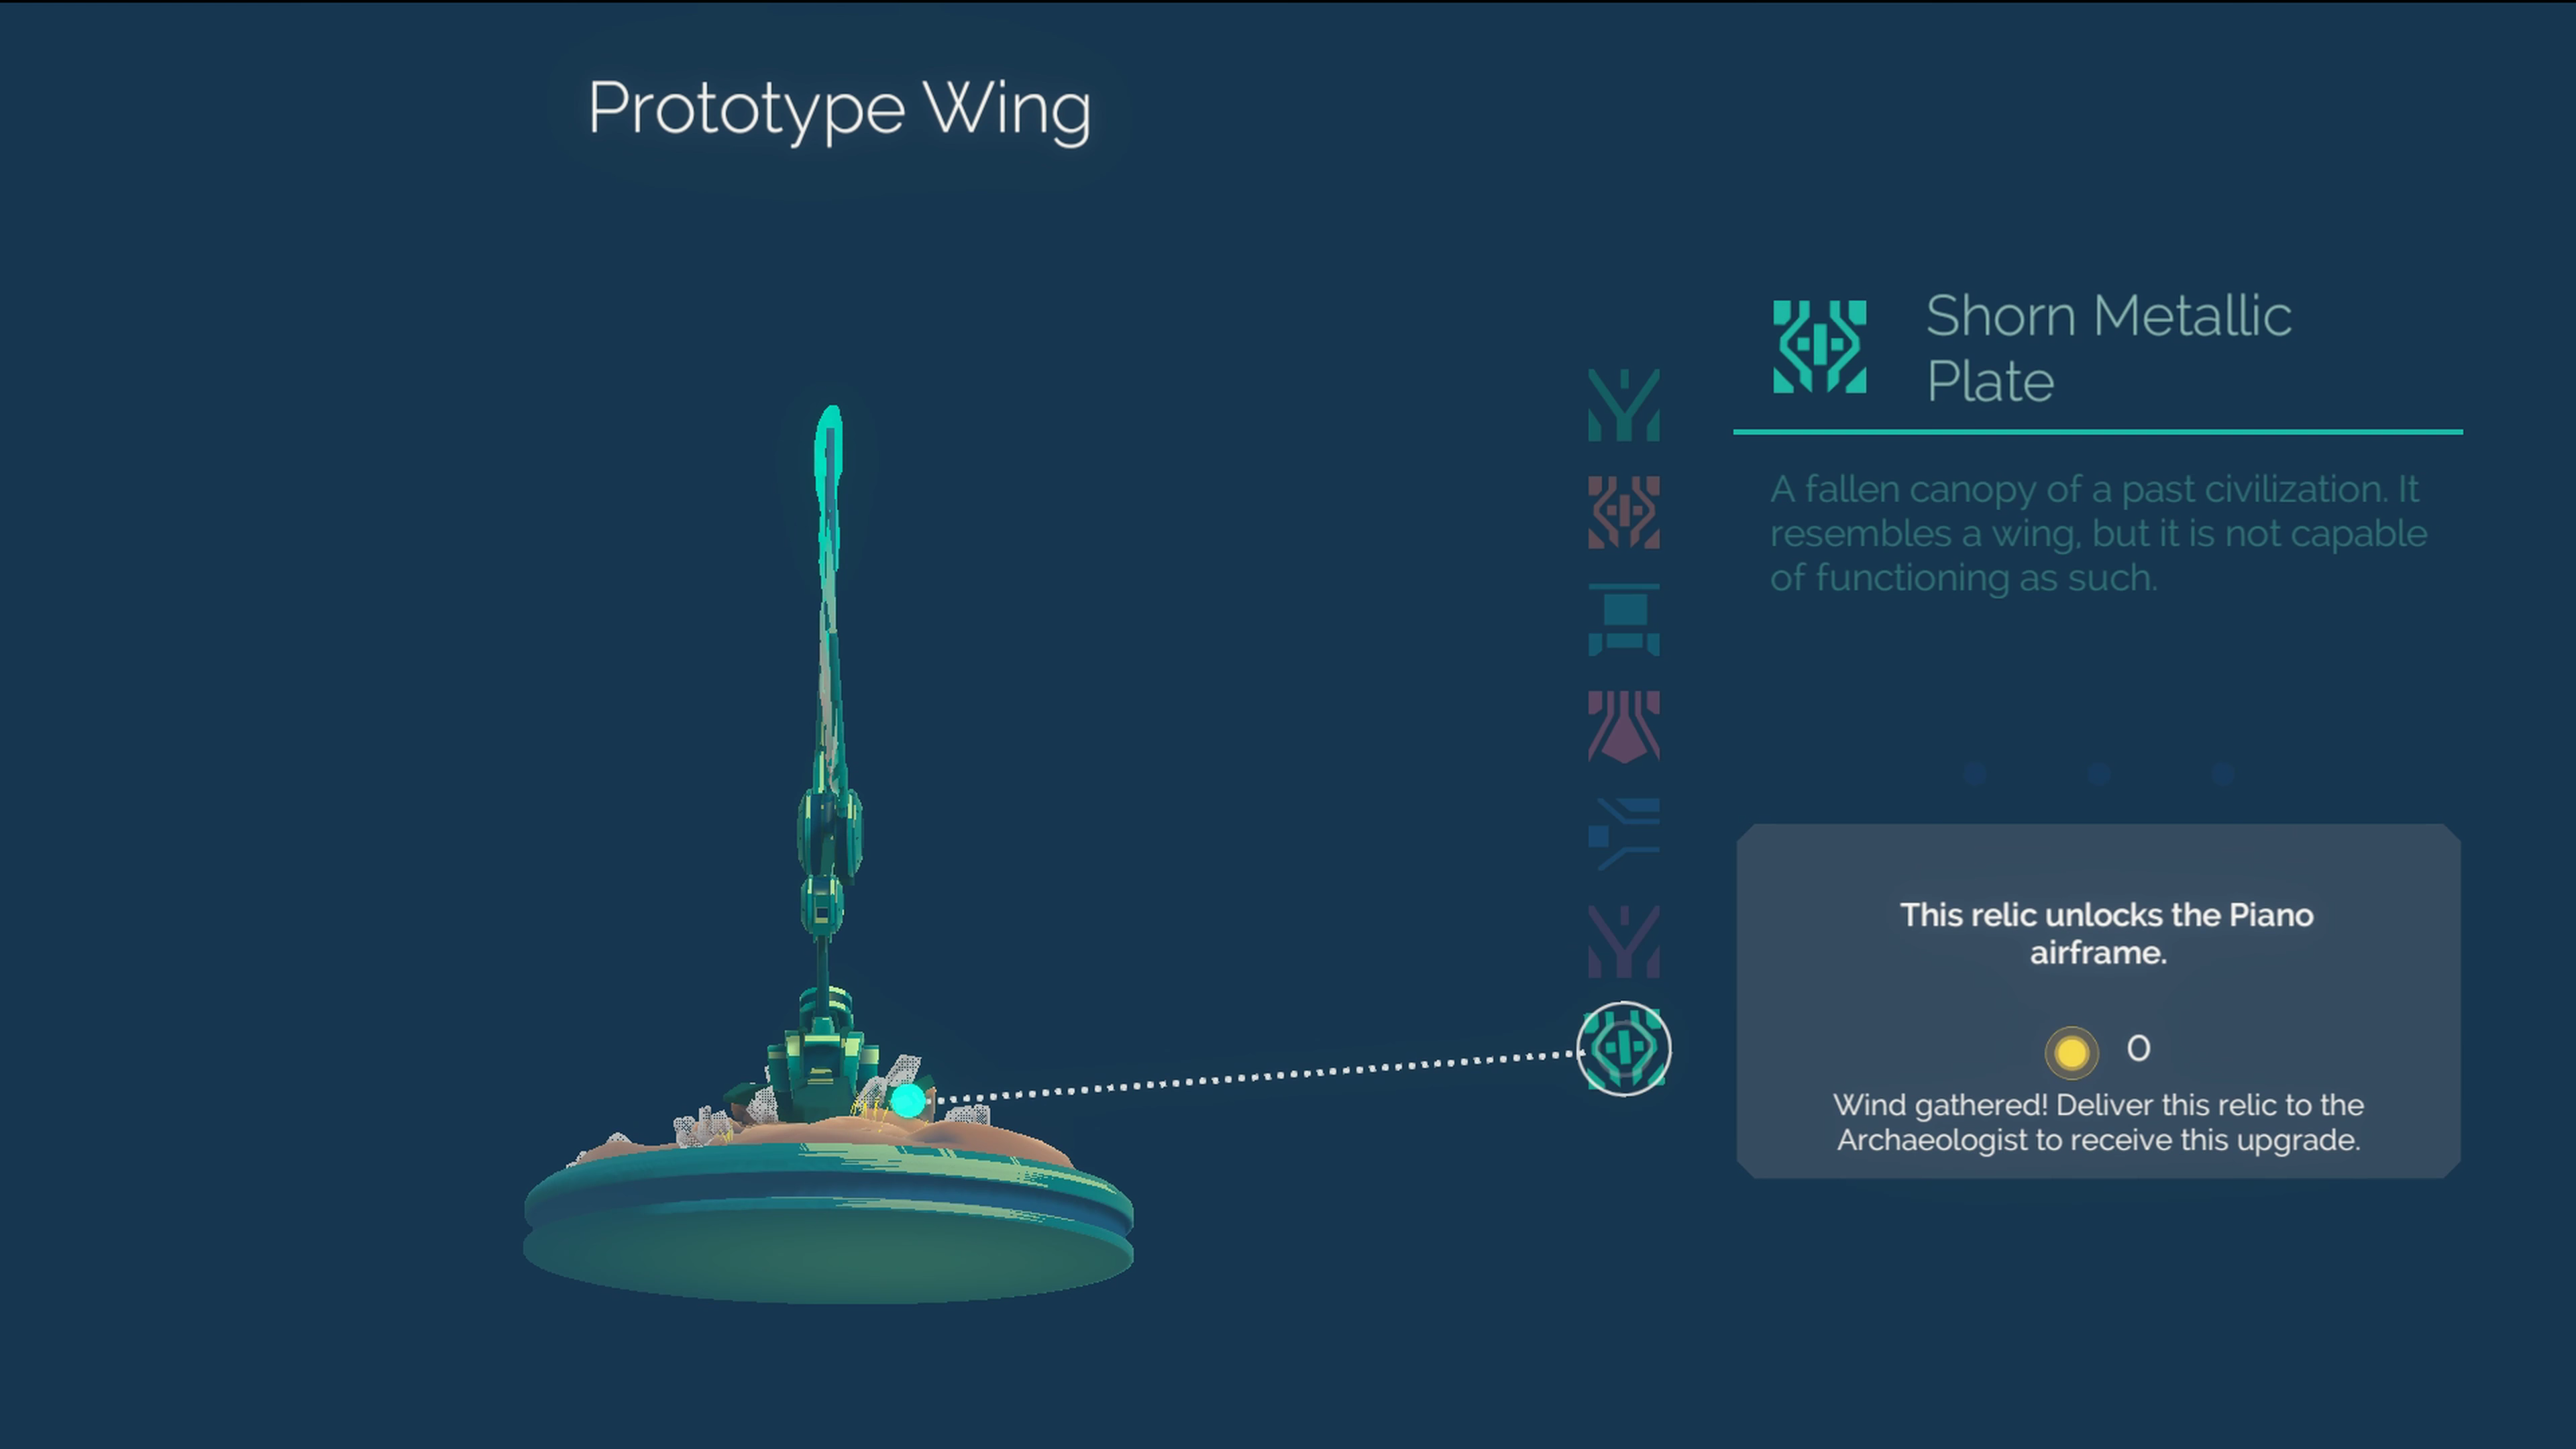 Prototype Wing
Shorn Metallic
Plate
A fallen canopy of a past civilization. It
resembles a wing, but it is not capable
of functioning as such.
This relic unlocks the Piano
airframe.
0
Wind gathered! Deliver this relic to the
Archaeologist to receive this upgrade.